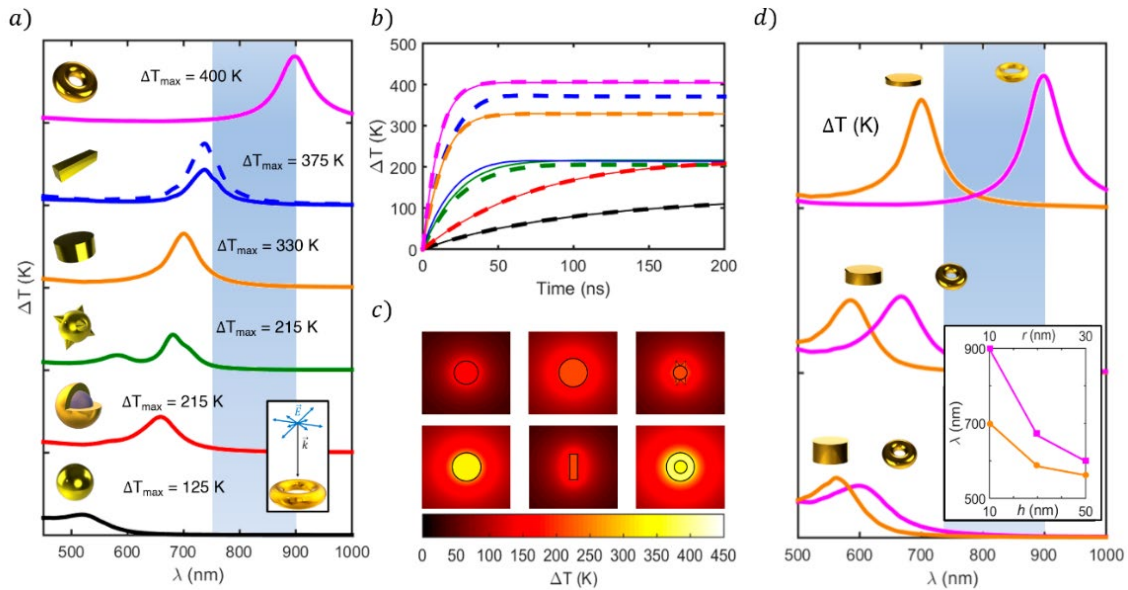 a)
ΔT (K)
ΔTmax = 400 K
ΔTmax = 375 K
ΔTmax = 330 K
ΔTmax = 215 K
ΔTmax = 215 K
ΔTmax = 125 K
E⃗
k⃗
500 600 700 800 900 1000
λ (nm)
b)
ΔT (K)
500
400
300
200
100
0
0 50 100 150 200
Time (ns)
c)
0 50 100 150 200 250 300 350 400 450
ΔT (K)
d)
ΔT (K)
10 r (nm) 30
900
λ (nm)
700
500
10 h (nm) 50
500 600 700 800 900 1000
λ (nm)